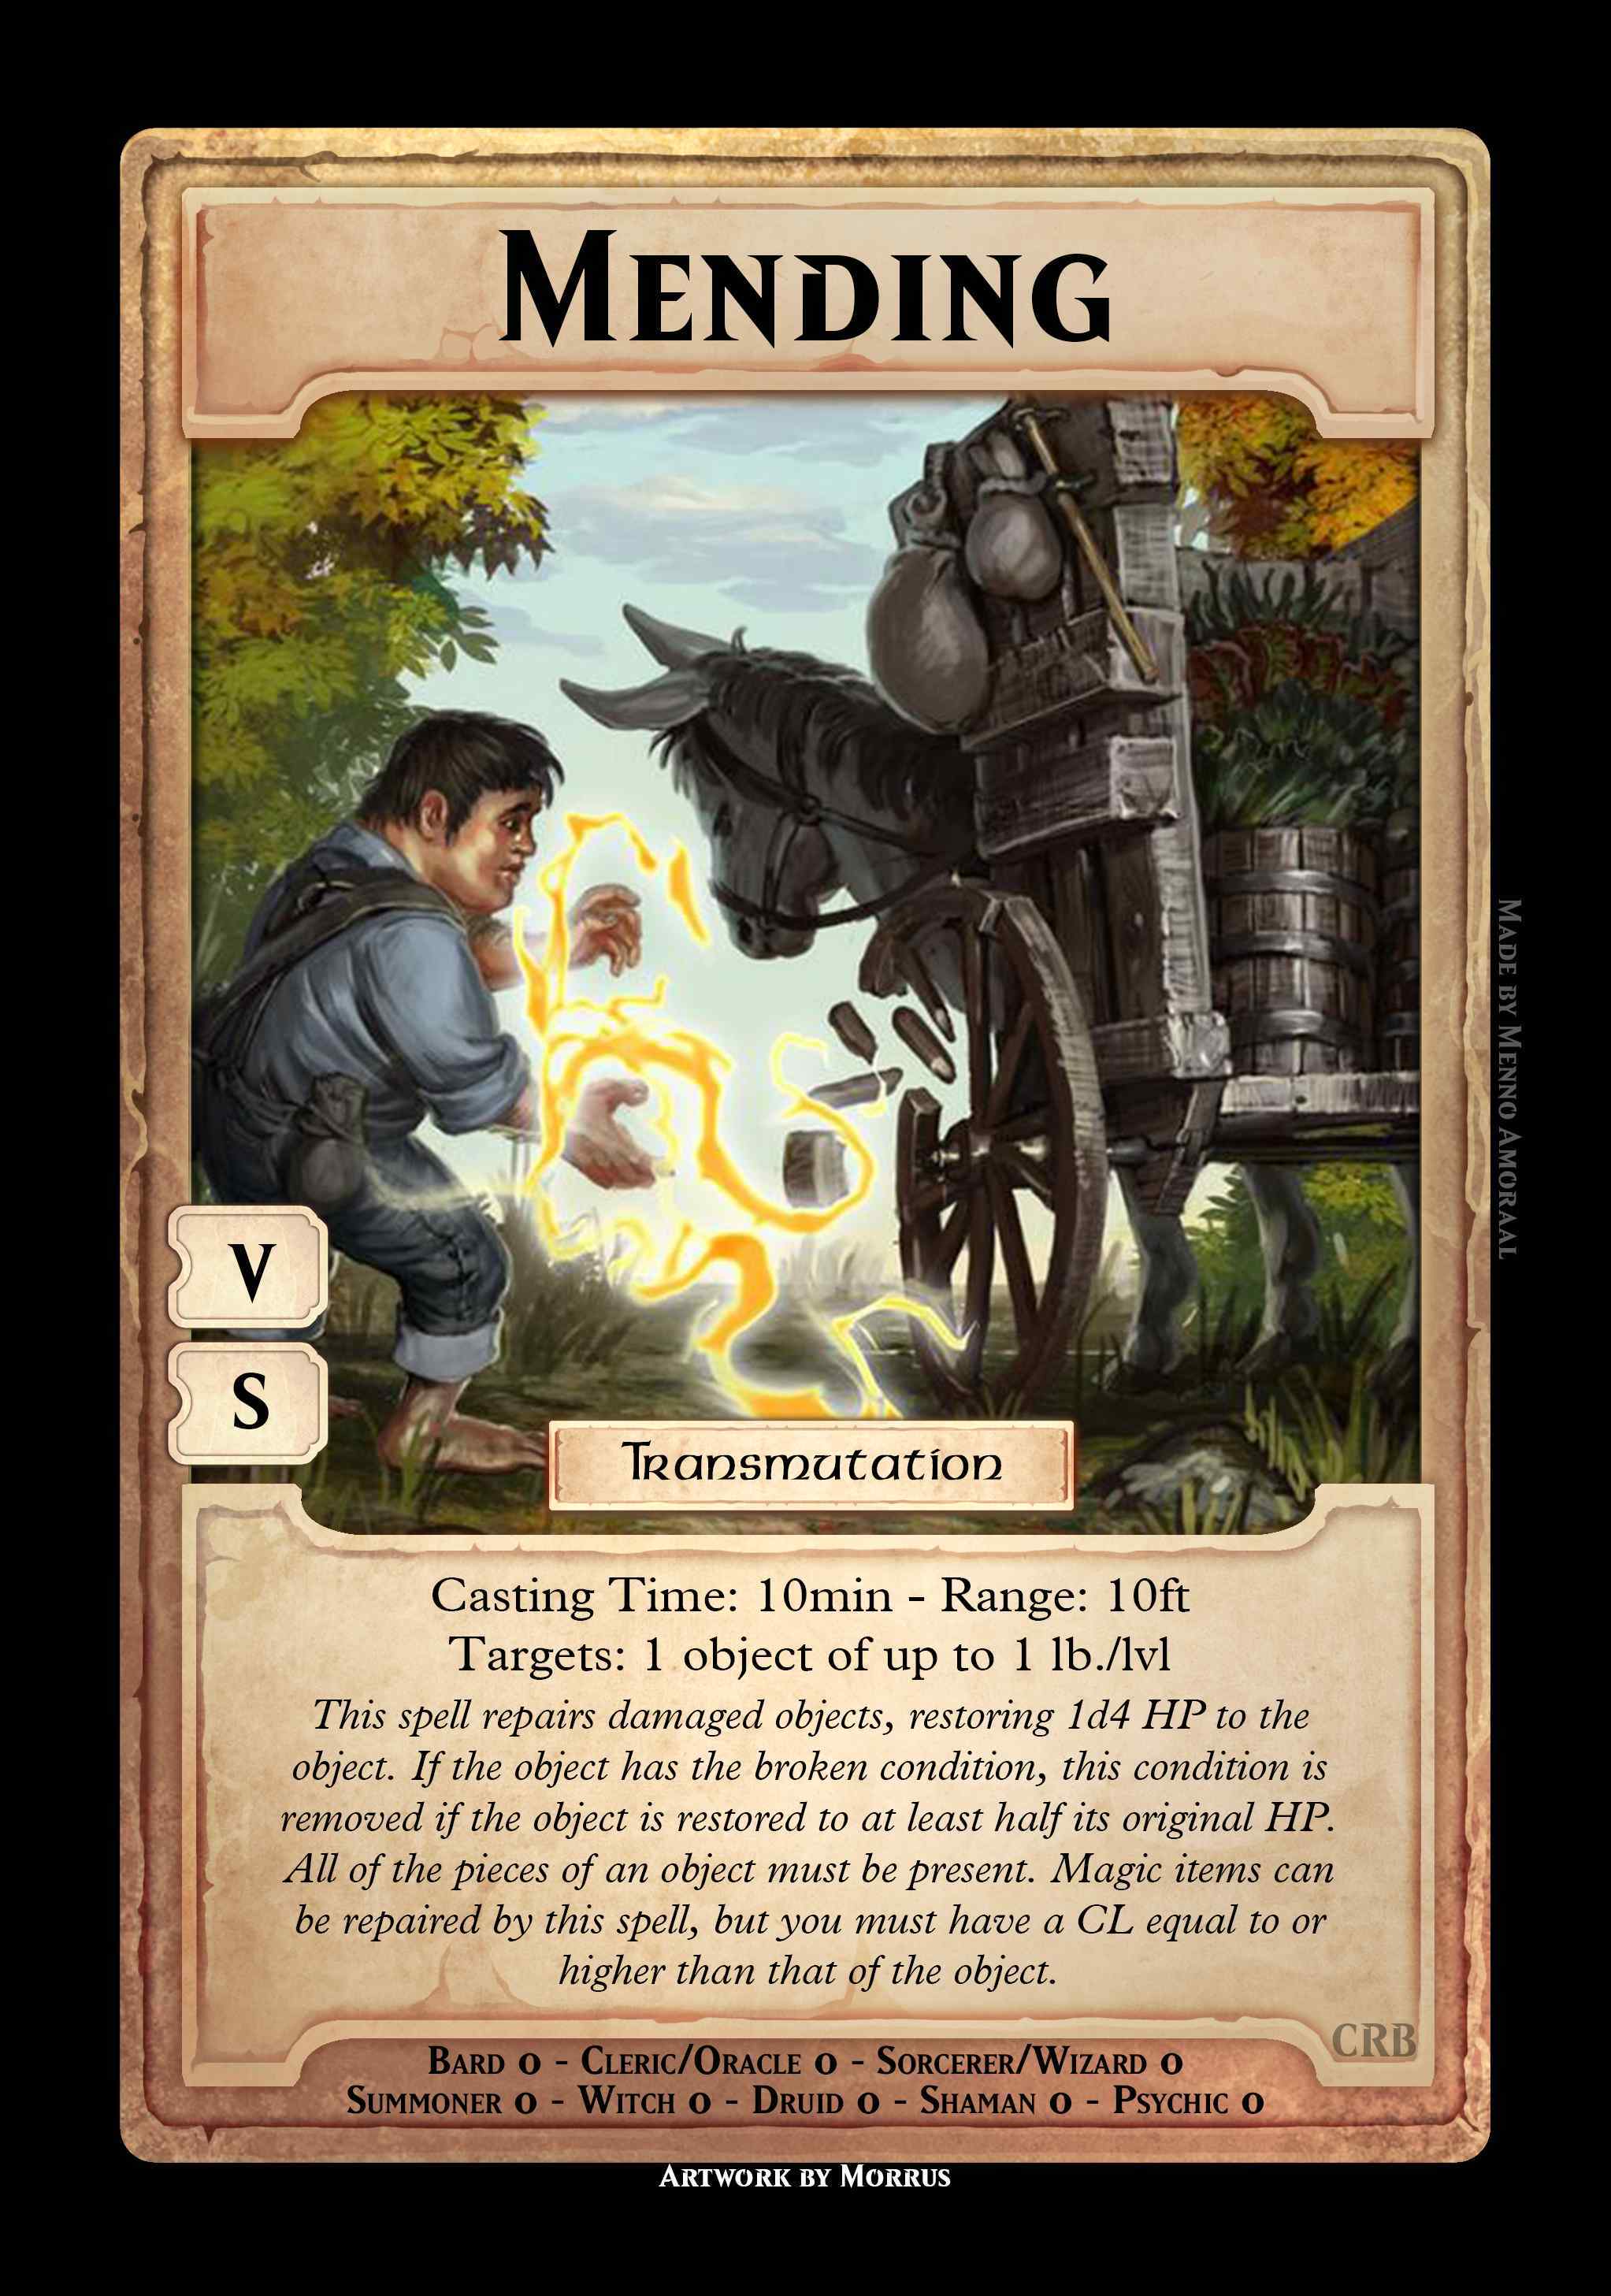 Mending
V
S
Transmutation
Casting Time: 10min - Range: 10ft
Targets: 1 object of up to 1 lb./lvl
This spell repairs damaged objects, restoring 1d4 HP to the
object. If the object has the broken condition, this condition is
removed if the object is restored to at least half its original HP.
All of the pieces of an object must be present. Magic items can
be repaired by this spell, but you must have a CL equal to or
higher than that of the object.
CRB
Bard 0 - Cleric/Oracle 0 - Sorcerer/Wizard 0
Summoner 0 - Witch 0 - Druid 0 - Shaman 0 - Psychic 0
Artwork by Morrus
Made by Menno Amoraal